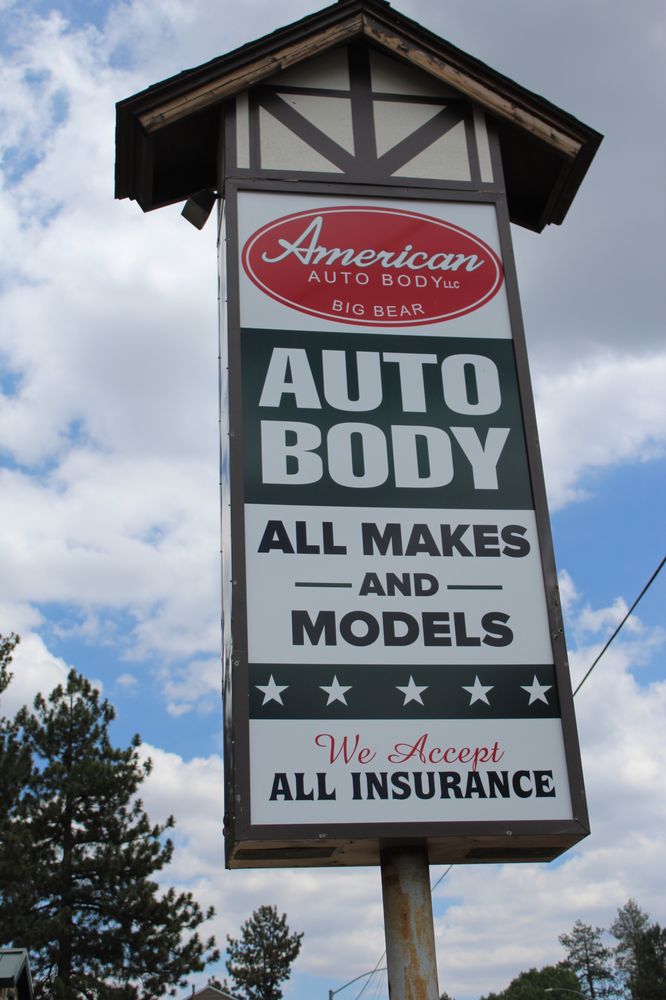 American
AUTO BODY LLC
BIG BEAR
AUTO
BODY
ALL MAKES
AND
MODELS
We Accept
ALL INSURANCE